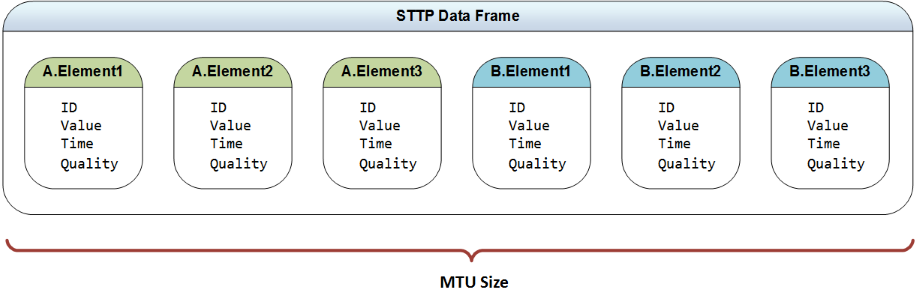 STTP Data Frame
A.Element1
ID
Value
Time
Quality
A.Element2
ID
Value
Time
Quality
A.Element3
ID
Value
Time
Quality
B.Element1
ID
Value
Time
Quality
B.Element2
ID
Value
Time
Quality
B.Element3
ID
Value
Time
Quality
MTU Size